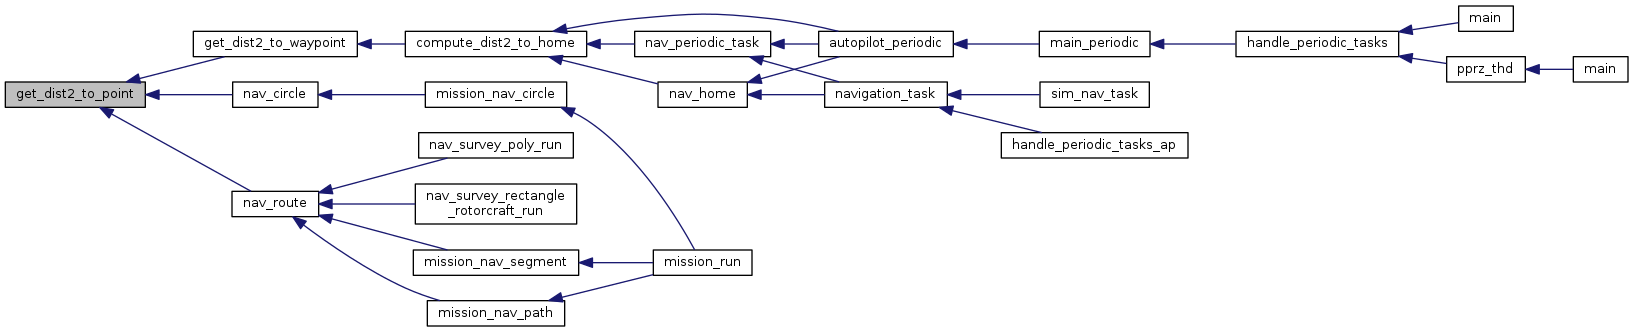 main
get_dist2_to_waypoint
compute_dist2_to_home
nav_periodic_task
autopilot_periodic
main_periodic
handle_periodic_tasks
pprz_thd
main
get_dist2_to_point
nav_circle
mission_nav_circle
nav_home
navigation_task
sim_nav_task
nav_survey_poly_run
handle_periodic_tasks_ap
nav_route
nav_survey_rectangle
_rotorcraft_run
mission_nav_segment
mission_run
mission_nav_path